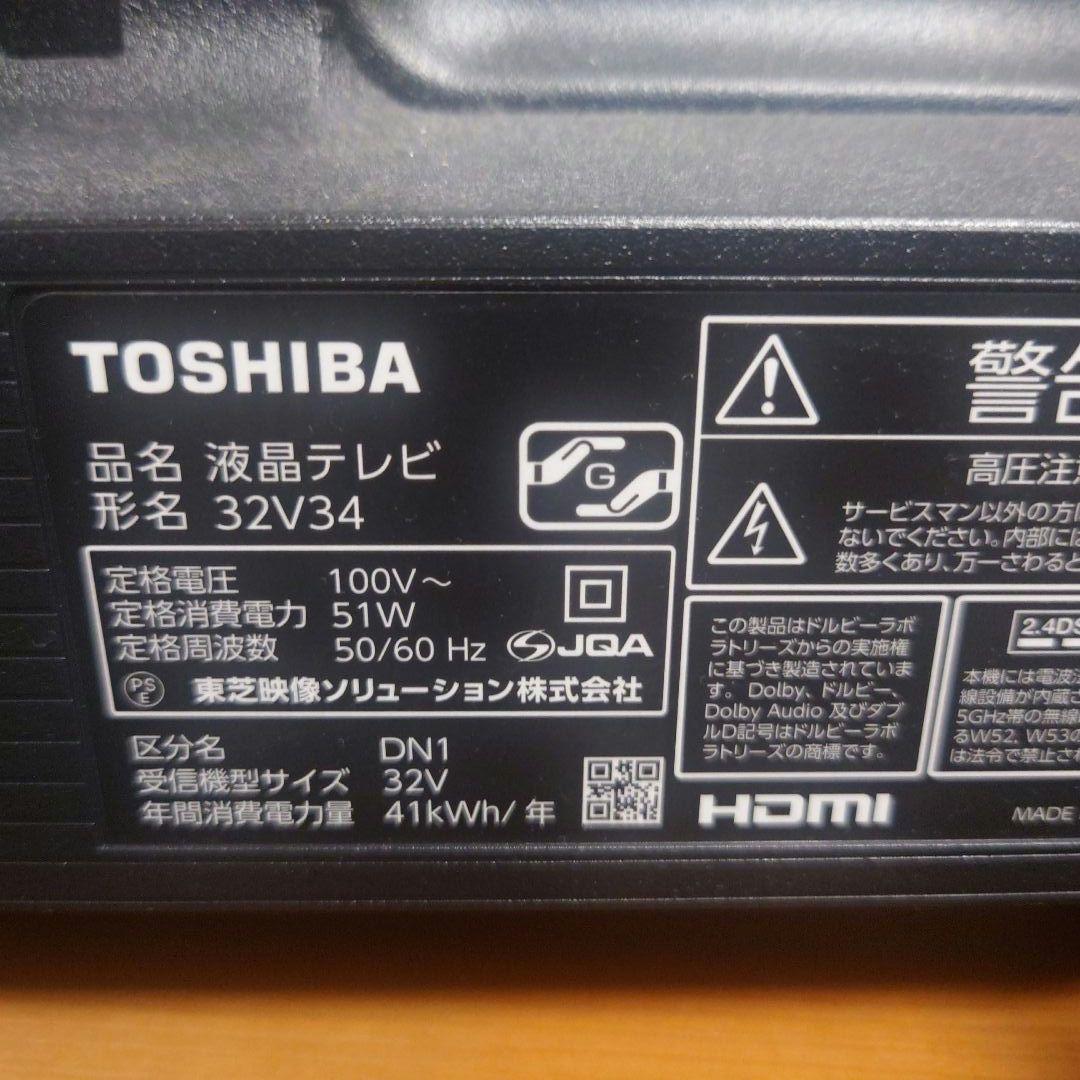 TOSHIBA
品名 液晶テレビ
形名 32V34
G
定格電圧 100V～
定格消費電力 51W
定格周波数 50/60 Hz
JQA
PSE 東芝映像ソリューション株式会社
区分名 DN1
受信機型サイズ 32V
年間消費電力量 41kWh/年
警
高圧注意
サービスマン以外の方は
ないでください。内部には
数多くあり、万一さわると
この製品はドルビーラボ
ラトリーズからの実施権
に基づき製造されていま
す。Dolby、ドルビー、
Dolby Audio 及びダブ
ルD記号はドルビーラボ
ラトリーズの商標です。
2.4DS
本機には電波法
線設備が内蔵さ
5GHz帯の無線
るW52、W53の
は法令で禁止され
HDMI
MADE